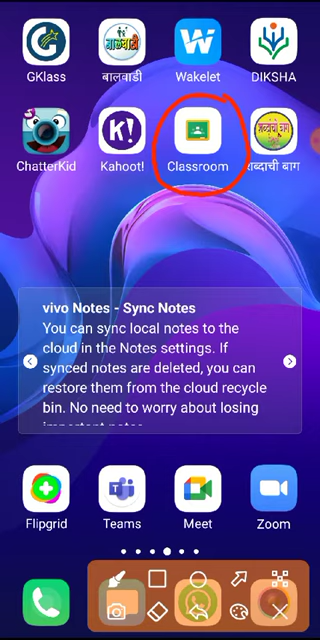 GKlass
बालवाडी
Wakelet
DIKSHA
ChatterKid
Kahoot!
Classroom
शब्दाची बाग
vivo Notes - Sync Notes
You can sync local notes to the
cloud in the Notes settings. If
synced notes are deleted, you can
restore them from the cloud recycle
bin. No need to worry about losing
important notes.
Flipgrid
Teams
Meet
Zoom